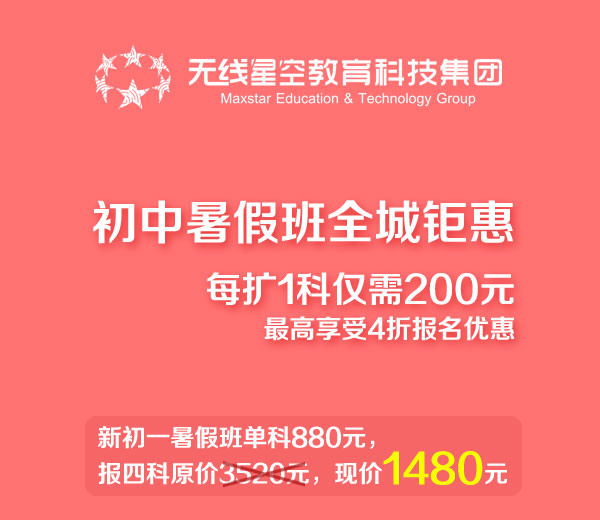 无线星空教育科技集团
Maxstar Education & Technology Group
初中暑假班全城钜惠
每扩1科仅需200元
最高享受4折报名优惠
新初一暑假班单科880元，
报四科原价3520元，现价1480元